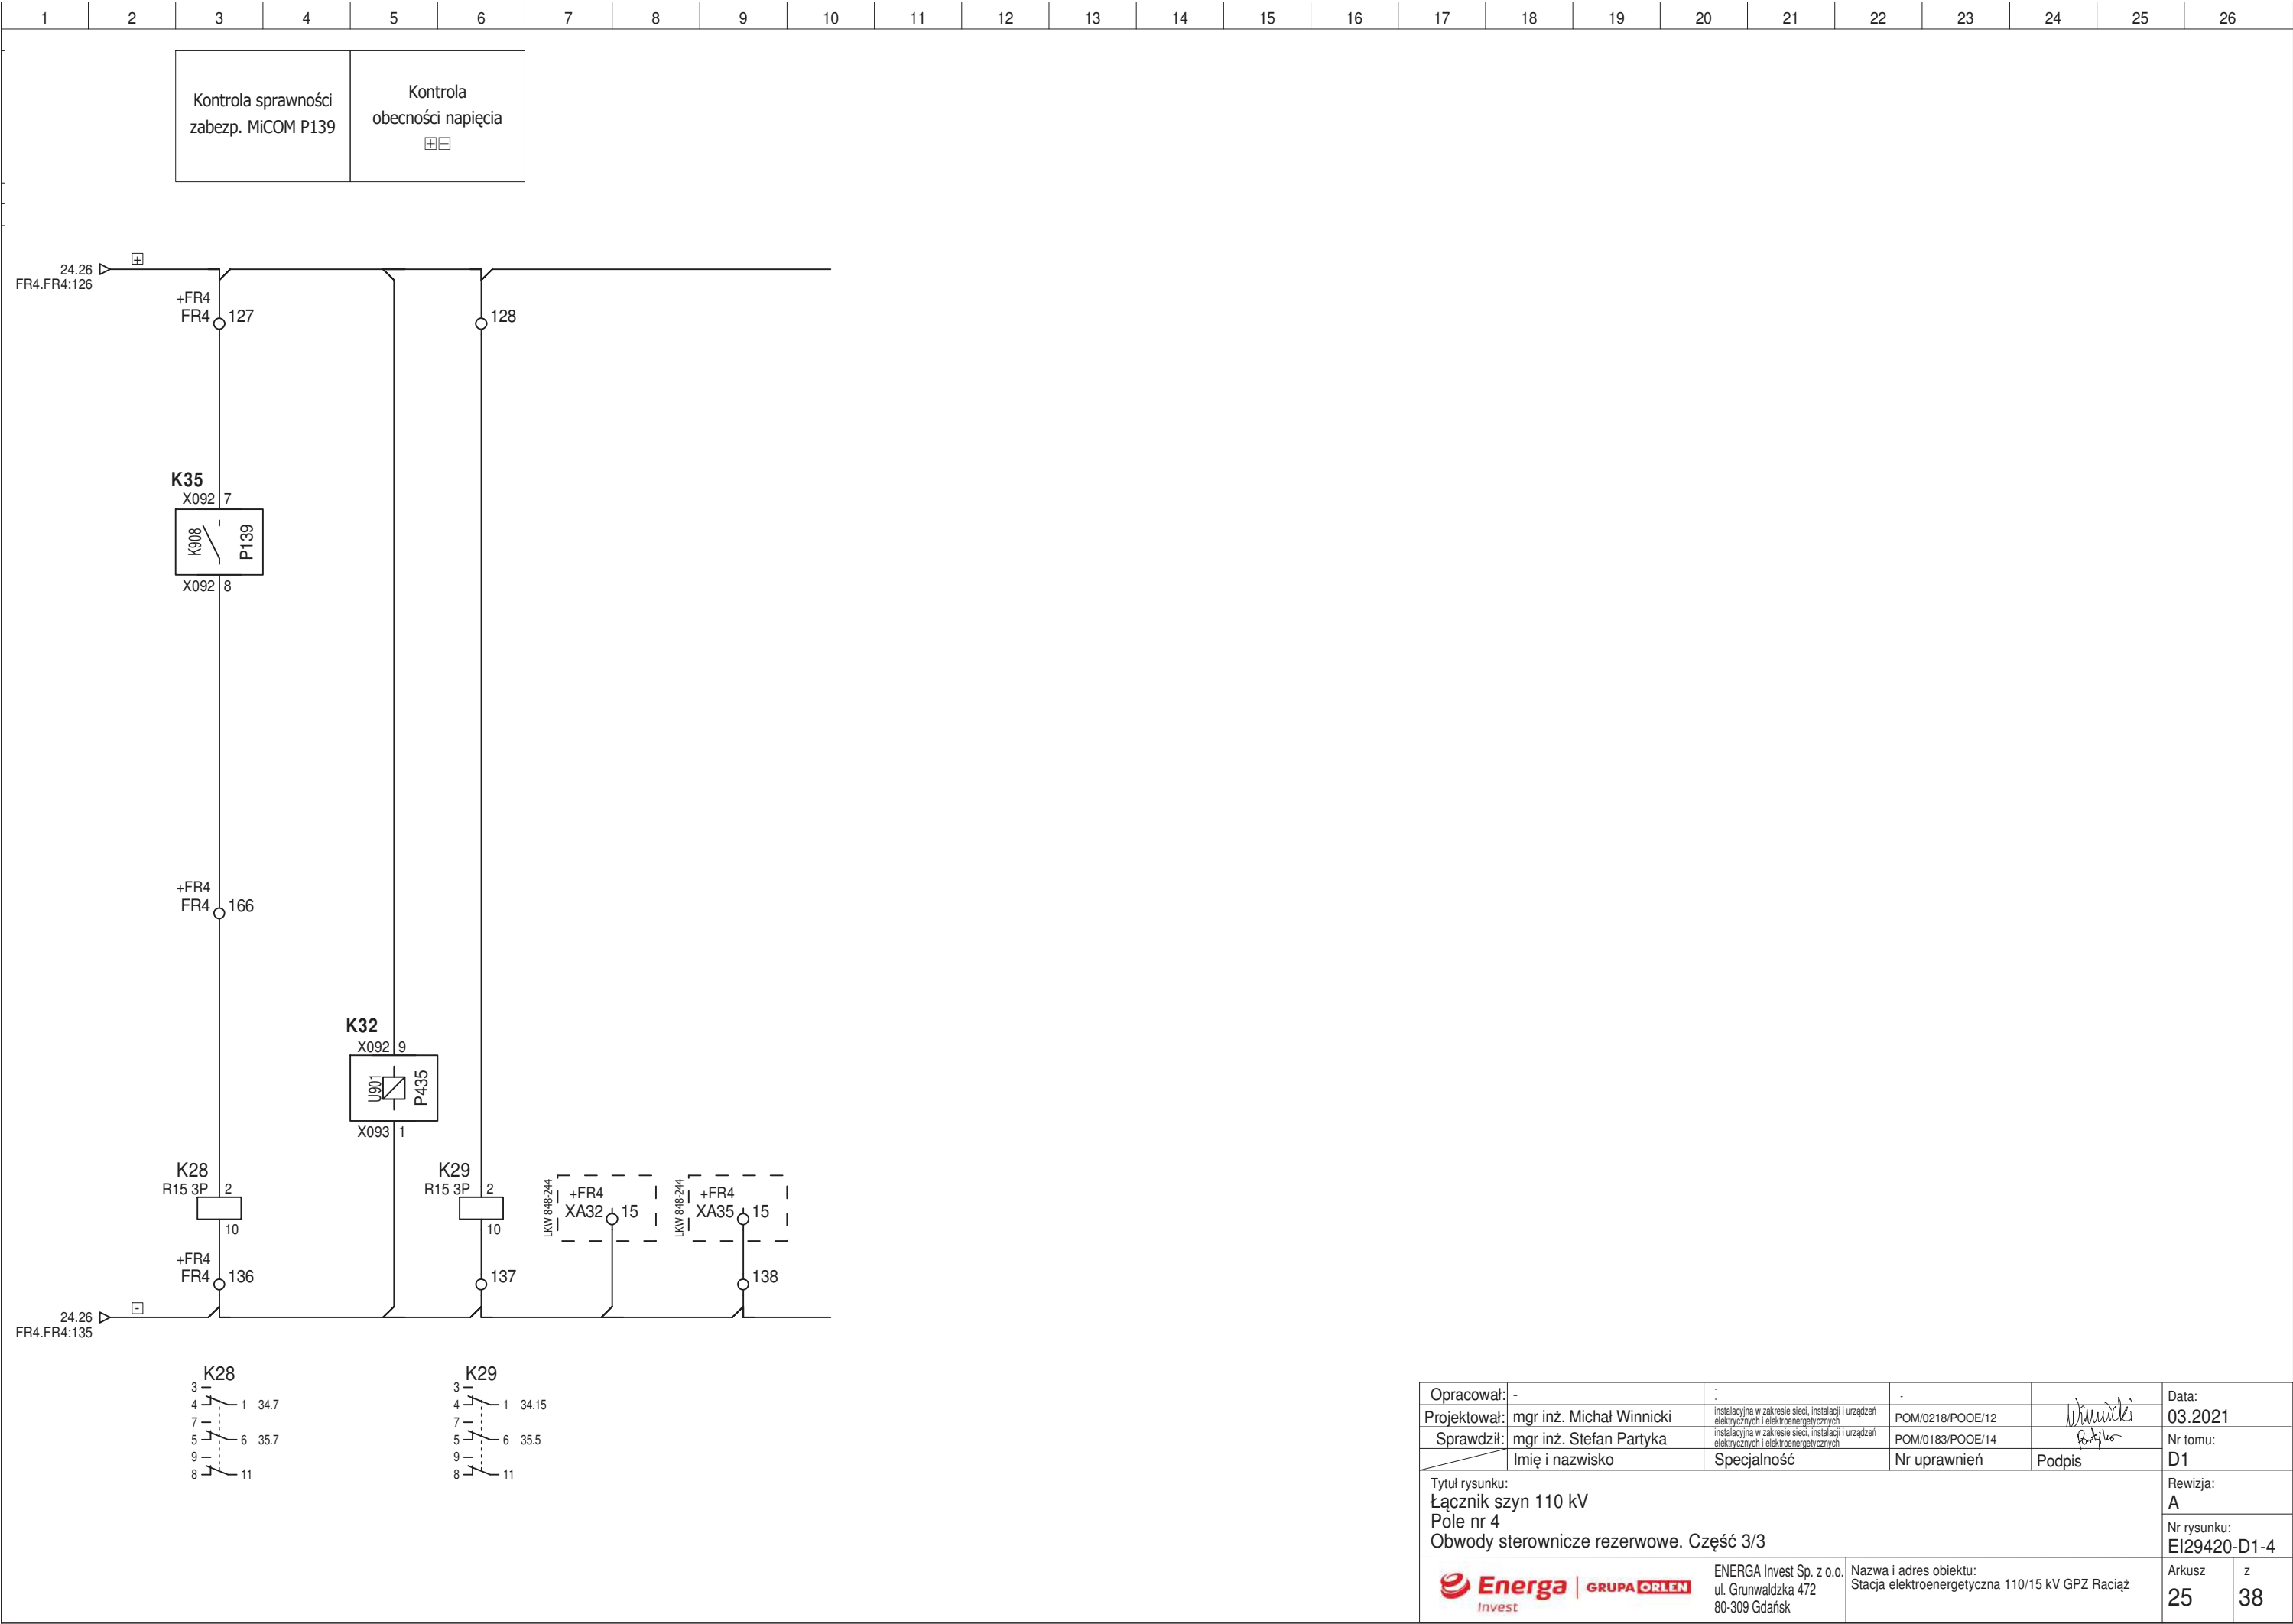 1 2 3 4 5 6 7 8 9 10 11 12 13 14 15 16 17 18 19 20 21 22 23 24 25 26
Kontrola sprawności
zabezp. MiCOM P139
Kontrola
obecności napięcia
+ -
24.26 +
FR4.FR4:126
+FR4
FR4 127
128
K35
X092 7
K908 P139
X092 8
+FR4
FR4 166
K32
X092 9
U901 P435
X093 1
K28
R15 3P 2
10
K29
R15 3P 2
10
LKW 848-244
+FR4
XA32 15
LKW 848-244
+FR4
XA35 15
+FR4
FR4 136
137
138
24.26 -
FR4.FR4:135
K28
3
4 1 34.7
7
5 6 35.7
9
8 11
K29
3
4 1 34.15
7
5 6 35.5
9
8 11
Opracował: - - -
Projektował: mgr inż. Michał Winnicki
instalacyjna w zakresie sieci, instalacji i urządzeń
elektrycznych i elektroenergetycznych
POM/0218/POOE/12
Winnicki
Sprawdził: mgr inż. Stefan Partyka
instalacyjna w zakresie sieci, instalacji i urządzeń
elektrycznych i elektroenergetycznych
POM/0183/POOE/14
Imię i nazwisko Specjalność Nr uprawnień Podpis
Data:
03.2021
Nr tomu:
D1
Tytuł rysunku:
Łącznik szyn 110 kV
Pole nr 4
Obwody sterownicze rezerwowe. Część 3/3
Rewizja:
A
Nr rysunku:
EI29420-D1-4
Energa
Invest
GRUPA ORLEN
ENERGA Invest Sp. z o.o.
ul. Grunwaldzka 472
80-309 Gdańsk
Nazwa i adres obiektu:
Stacja elektroenergetyczna 110/15 kV GPZ Raciąż
Arkusz z
25 38